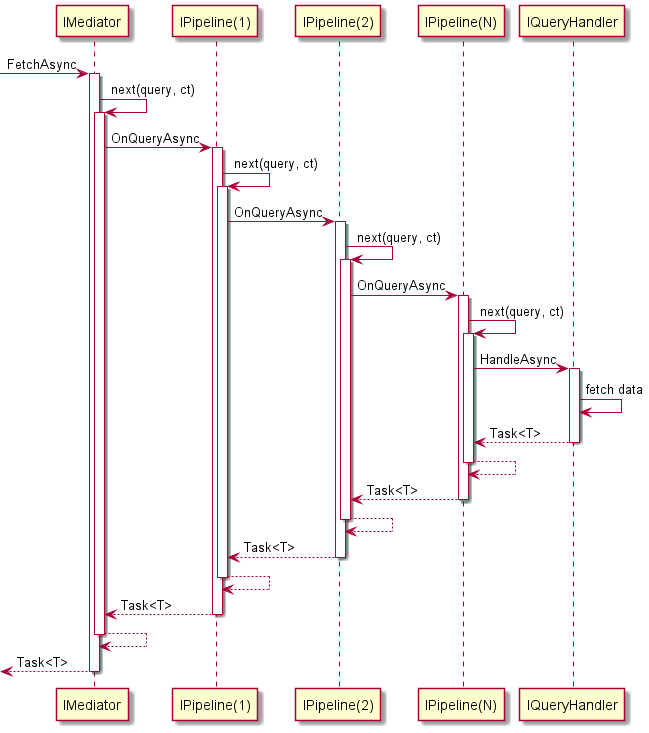 IMediator
IPipeline(1)
IPipeline(2)
IPipeline(N)
IQueryHandler
FetchAsync
next(query, ct)
OnQueryAsync
next(query, ct)
OnQueryAsync
next(query, ct)
OnQueryAsync
next(query, ct)
HandleAsync
fetch data
Task<T>
Task<T>
Task<T>
Task<T>
Task<T>
IMediator
IPipeline(1)
IPipeline(2)
IPipeline(N)
IQueryHandler